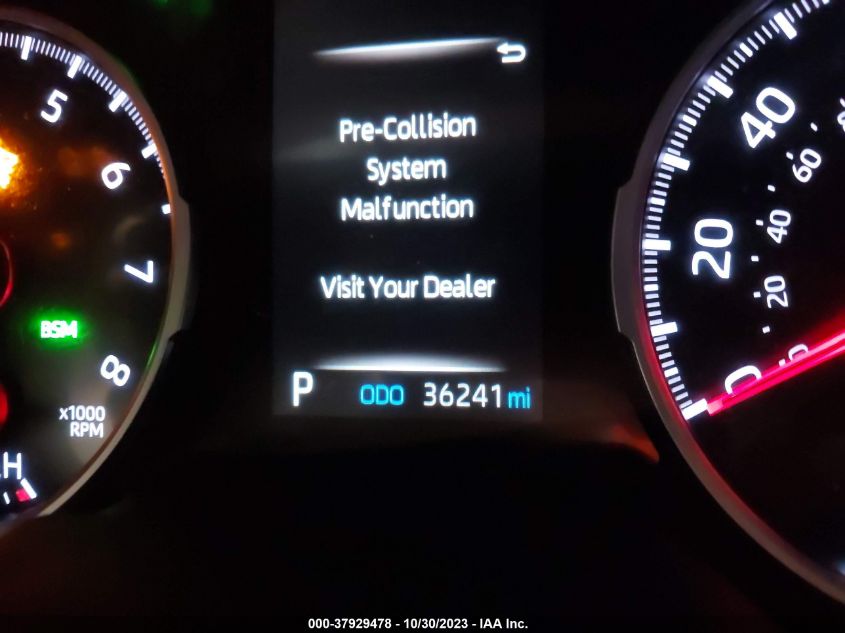 5
6
7
8
BSM
x1000
RPM
H
Pre-Collision
System
Malfunction
Visit Your Dealer
P ODO 36241 mi
40
20
0
60
40
20
000-37929478 - 10/30/2023 - IAA Inc.